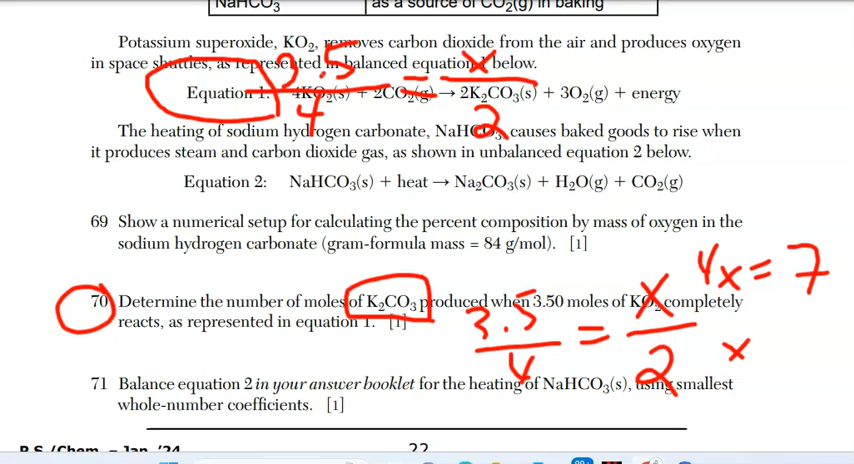 NaHCO₃ as a source of CO₂(g) in baking
Potassium superoxide, KO₂, removes carbon dioxide from the air and produces oxygen
in space shuttles, as represented in balanced equation 1 below.
Equation 1: 4KO₂(s) + 2CO₂(g) → 2K₂CO₃(s) + 3O₂(g) + energy
3.5/4 = x/2
The heating of sodium hydrogen carbonate, NaHCO₃, causes baked goods to rise when
it produces steam and carbon dioxide gas, as shown in unbalanced equation 2 below.
Equation 2: NaHCO₃(s) + heat → Na₂CO₃(s) + H₂O(g) + CO₂(g)
69 Show a numerical setup for calculating the percent composition by mass of oxygen in the
sodium hydrogen carbonate (gram-formula mass = 84 g/mol). [1]
4x = 7
70 Determine the number of moles of K₂CO₃ produced when 3.50 moles of KO₂ completely
reacts, as represented in equation 1. [1]
3.5/4 = x/2
x
71 Balance equation 2 in your answer booklet for the heating of NaHCO₃(s), using smallest
whole-number coefficients. [1]
P.S./Chem. – Jan. '24 22
99+